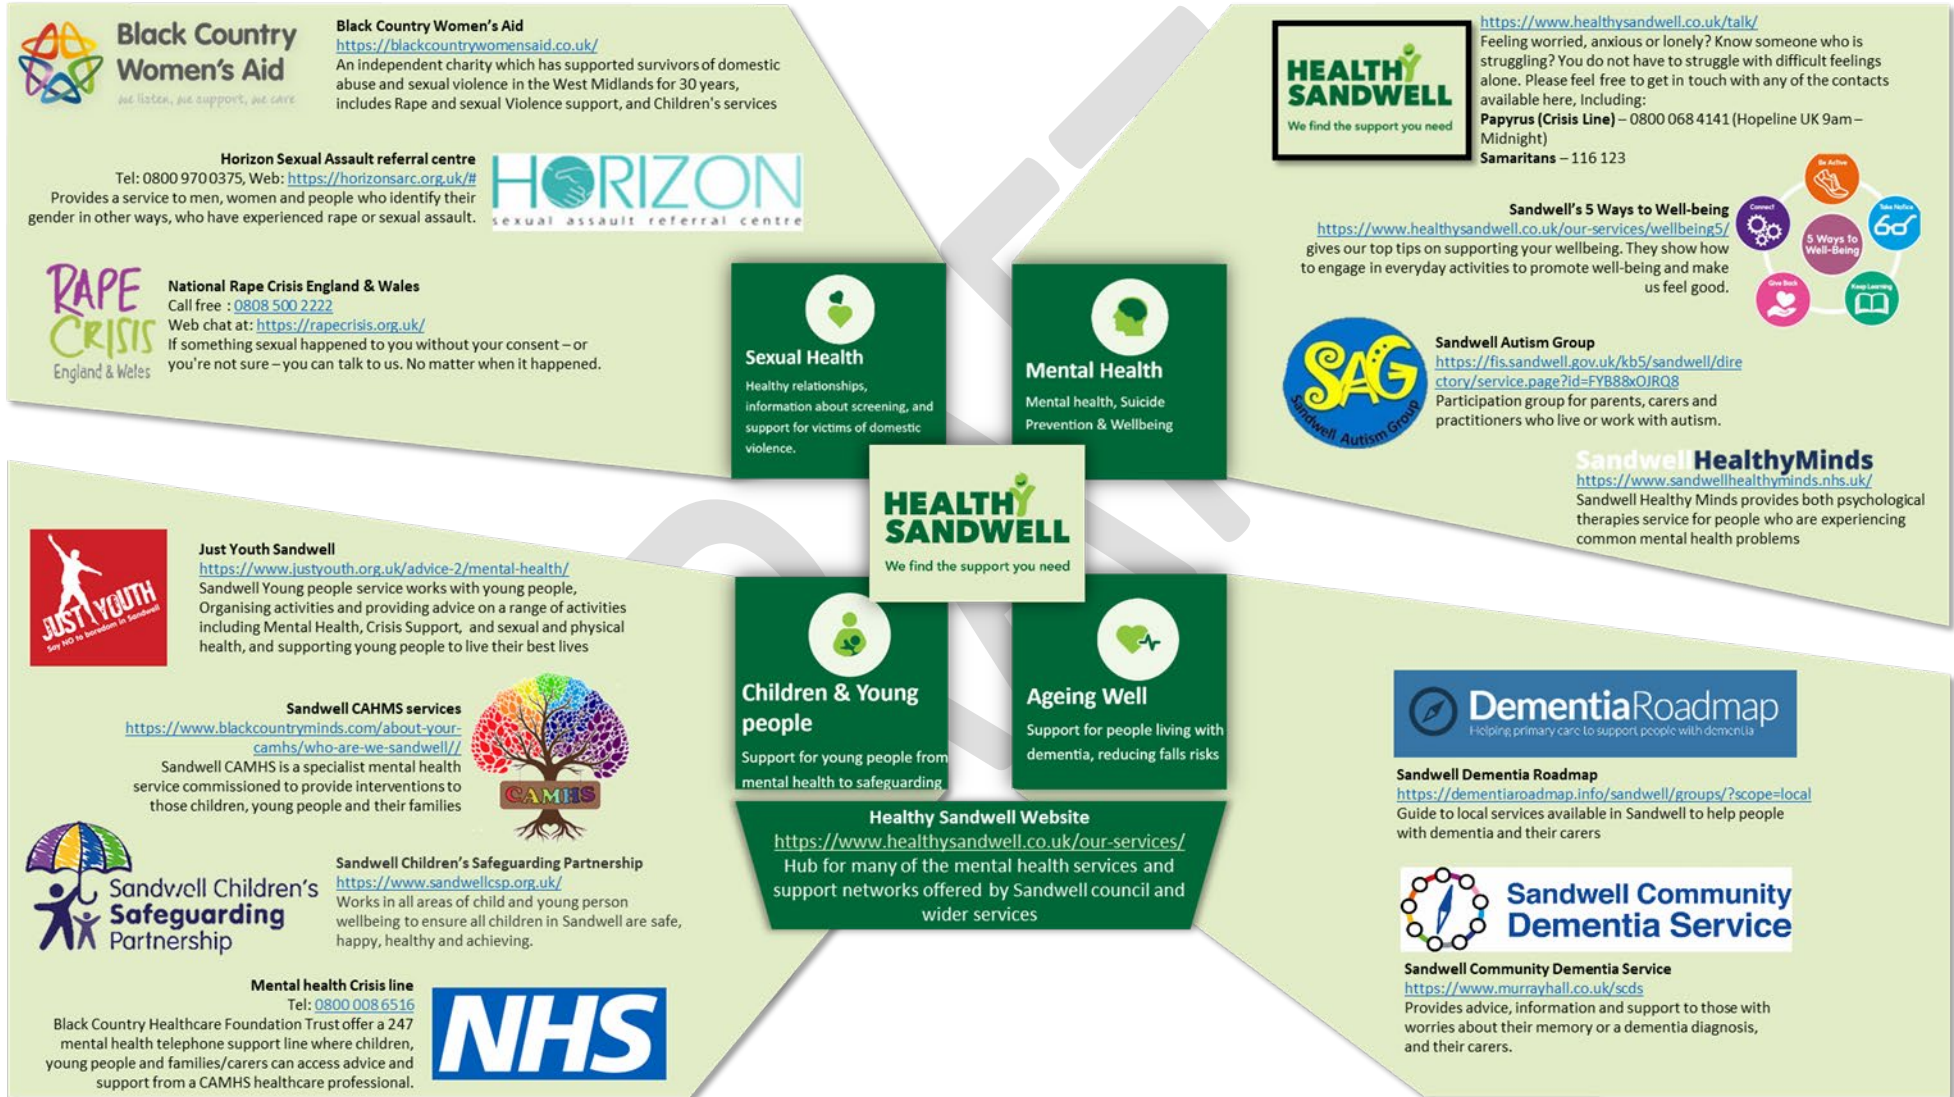 Black Country
Women's Aid
we listen, we support, we care
Black Country Women's Aid
https://blackcountrywomensaid.co.uk/
An independent charity which has supported survivors of domestic
abuse and sexual violence in the West Midlands for 30 years,
includes Rape and sexual Violence support, and Children's services
Horizon Sexual Assault referral centre
Tel: 0800 970 0375, Web: https://horizonsarc.org.uk/#
Provides a service to men, women and people who identify their
gender in other ways, who have experienced rape or sexual assault.
HORIZON
sexual assault referral centre
RAPE
CRISIS
England & Wales
National Rape Crisis England & Wales
Call free : 0808 500 2222
Web chat at: https://rapecrisis.org.uk/
If something sexual happened to you without your consent – or
you're not sure – you can talk to us. No matter when it happened.
Sexual Health
Healthy relationships,
information about screening, and
support for victims of domestic
violence.
Mental Health
Mental health, Suicide
Prevention & Wellbeing
HEALTHY
SANDWELL
We find the support you need
https://www.healthysandwell.co.uk/talk/
Feeling worried, anxious or lonely? Know someone who is
struggling? You do not have to struggle with difficult feelings
alone. Please feel free to get in touch with any of the contacts
available here, Including:
Papyrus (Crisis Line) – 0800 068 4141 (Hopeline UK 9am –
Midnight)
Samaritans – 116 123
Sandwell's 5 Ways to Well-being
https://www.healthysandwell.co.uk/our-services/wellbeing5/
gives our top tips on supporting your wellbeing. They show how
to engage in everyday activities to promote well-being and make
us feel good.
Be Active
Connect
Take Notice
5 Ways to
Well-Being
Give Back
Keep Learning
SAG
Sandwell Autism Group
Sandwell Autism Group
https://fis.sandwell.gov.uk/kb5/sandwell/dire
ctory/service.page?id=FYB88xOJRQ8
Participation group for parents, carers and
practitioners who live or work with autism.
SandwellHealthyMinds
https://www.sandwellhealthyminds.nhs.uk/
Sandwell Healthy Minds provides both psychological
therapies service for people who are experiencing
common mental health problems
HEALTHY
SANDWELL
We find the support you need
JUST YOUTH
Say NO to boredom in Sandwell
Just Youth Sandwell
https://www.justyouth.org.uk/advice-2/mental-health/
Sandwell Young people service works with young people,
Organising activities and providing advice on a range of activities
including Mental Health, Crisis Support, and sexual and physical
health, and supporting young people to live their best lives
Sandwell CAHMS services
https://www.blackcountryminds.com/about-your-
camhs/who-are-we-sandwell//
Sandwell CAMHS is a specialist mental health
service commissioned to provide interventions to
those children, young people and their families
CAMHS
Sandwell Children's
Safeguarding
Partnership
Sandwell Children's Safeguarding Partnership
https://www.sandwellcsp.org.uk/
Works in all areas of child and young person
wellbeing to ensure all children in Sandwell are safe,
happy, healthy and achieving.
Mental health Crisis line
Tel: 0800 008 6516
Black Country Healthcare Foundation Trust offer a 247
mental health telephone support line where children,
young people and families/carers can access advice and
support from a CAMHS healthcare professional.
NHS
Children & Young
people
Support for young people from
mental health to safeguarding
Ageing Well
Support for people living with
dementia, reducing falls risks
Healthy Sandwell Website
https://www.healthysandwell.co.uk/our-services/
Hub for many of the mental health services and
support networks offered by Sandwell council and
wider services
DementiaRoadmap
Helping primary care to support people with dementia
Sandwell Dementia Roadmap
https://dementiaroadmap.info/sandwell/groups/?scope=local
Guide to local services available in Sandwell to help people
with dementia and their carers
Sandwell Community
Dementia Service
Sandwell Community Dementia Service
https://www.murrayhall.co.uk/scds
Provides advice, information and support to those with
worries about their memory or a dementia diagnosis,
and their carers.